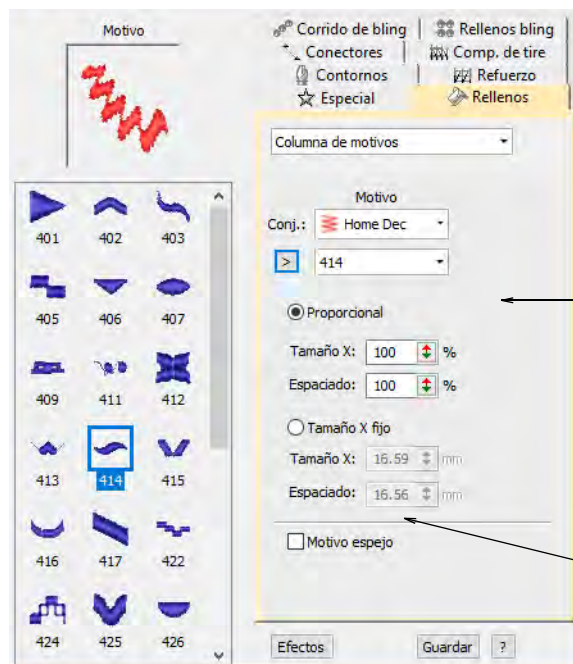 Motivo
401 402 403
405 406 407
409 411 412
413 414 415
416 417 422
424 425 426
Corrido de bling Rellenos bling
Conectores Comp. de tire
Contornos Refuerzo
Especial Rellenos
Columna de motivos
Motivo
Conj.: Home Dec
> 414
Proporcional
Tamaño X: 100 %
Espaciado: 100 %
Tamaño X fijo
Tamaño X: 16.59 mm
Espaciado: 16.56 mm
Motivo espejo
Efectos Guardar ?